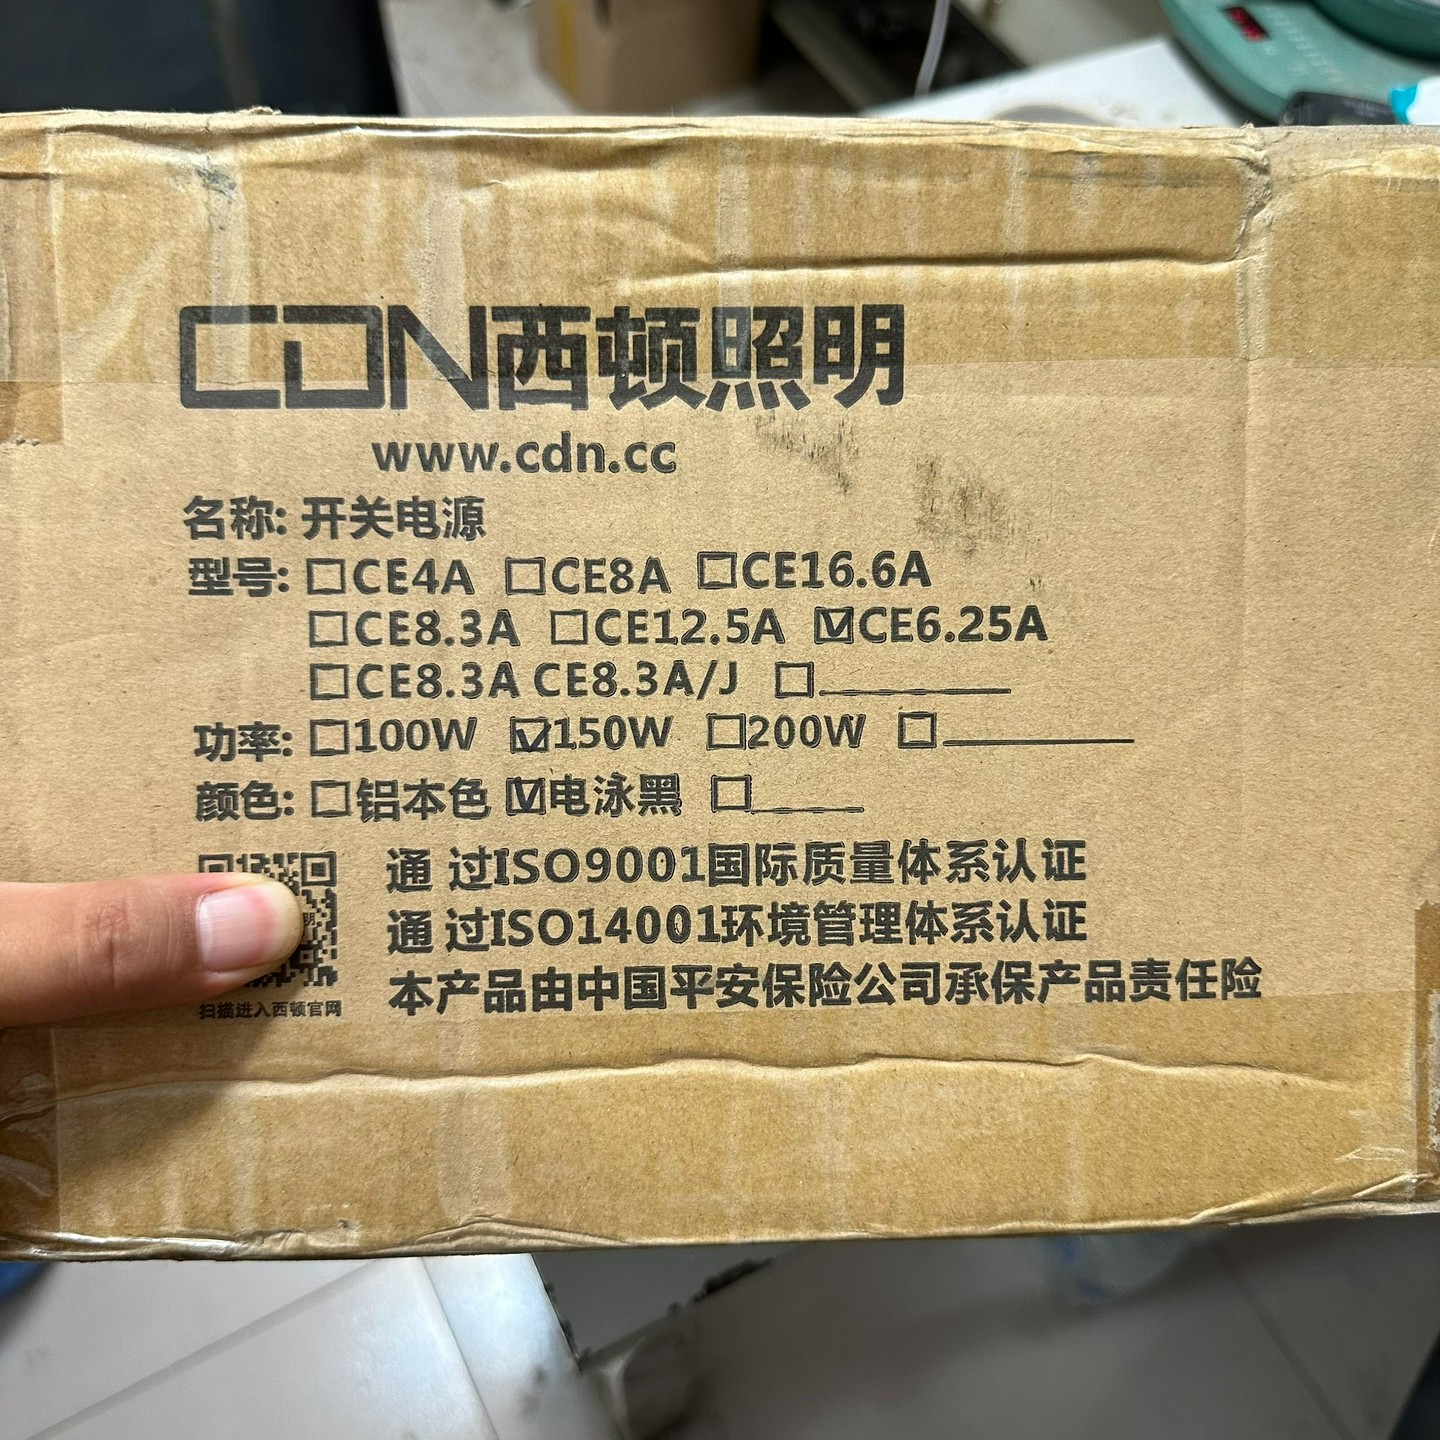 CDN西顿照明
www.cdn.cc
名称: 开关电源
型号: □CE4A □CE8A □CE16.6A
□CE8.3A □CE12.5A ☑CE6.25A
□CE8.3A CE8.3A/J □________
功率: □100W ☑150W □200W □________
颜色: □铝本色 ☑电泳黑 □_____
通过ISO9001国际质量体系认证
通过ISO14001环境管理体系认证
本产品由中国平安保险公司承保产品责任险
扫描进入西顿官网